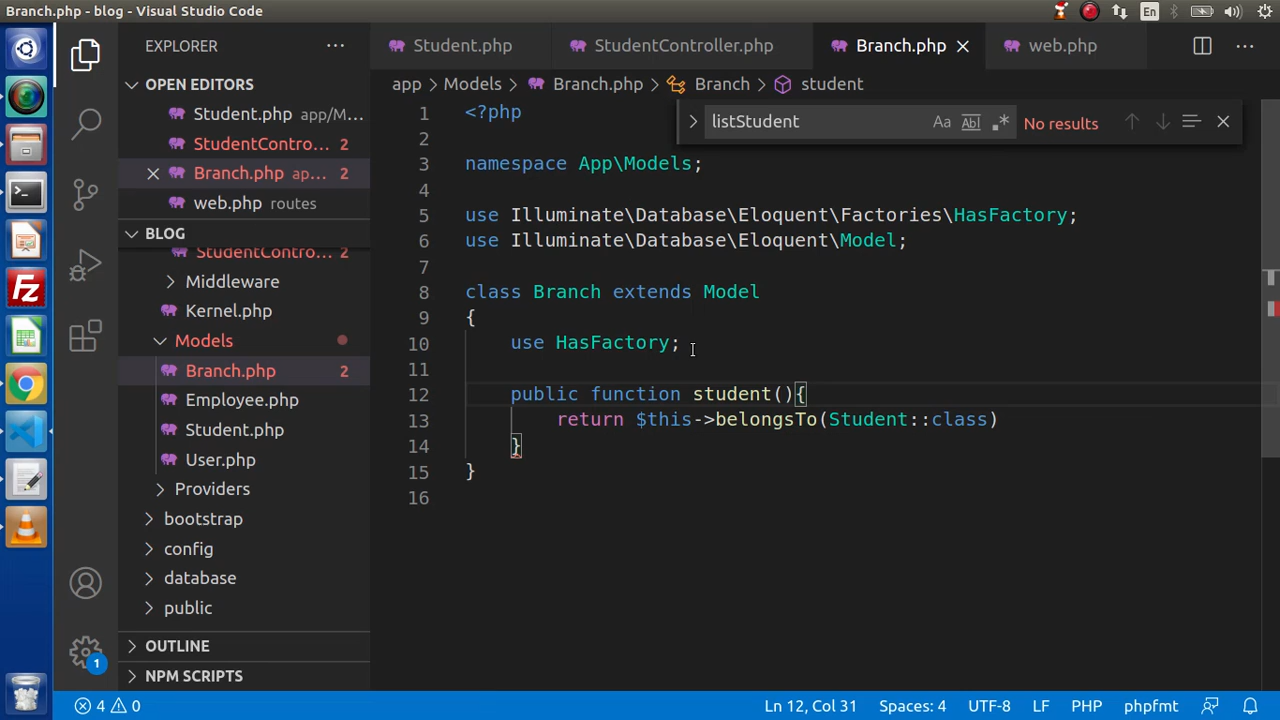 Branch.php - blog - Visual Studio Code
En
EXPLORER
OPEN EDITORS
Student.php app/M...
StudentContro... 2
Branch.php ap... 2
web.php routes
BLOG
StudentContro... 2
Middleware
Kernel.php
Models
Branch.php 2
Employee.php
Student.php
User.php
Providers
bootstrap
config
database
public
OUTLINE
NPM SCRIPTS
1
Student.php
StudentController.php
Branch.php
web.php
app > Models > Branch.php > Branch > student
listStudent Aa Ab .* No results
1 <?php
2
3 namespace App\Models;
4
5 use Illuminate\Database\Eloquent\Factories\HasFactory;
6 use Illuminate\Database\Eloquent\Model;
7
8 class Branch extends Model
9 {
10 use HasFactory;
11
12 public function student(){
13 return $this->belongsTo(Student::class)
14 }
15 }
16
4 0 Ln 12, Col 31 Spaces: 4 UTF-8 LF PHP phpfmt